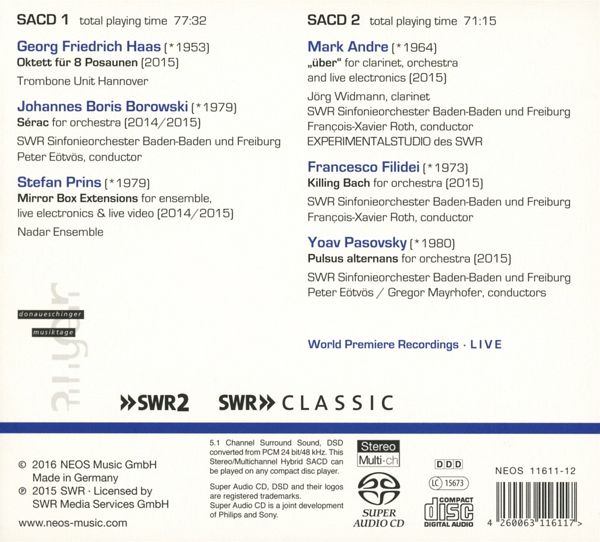 SACD 1 total playing time 77:32
Georg Friedrich Haas (*1953)
Oktett für 8 Posaunen (2015)
Trombone Unit Hannover
Johannes Boris Borowski (*1979)
Sérac for orchestra (2014/2015)
SWR Sinfonieorchester Baden-Baden und Freiburg
Peter Eötvös, conductor
Stefan Prins (*1979)
Mirror Box Extensions for ensemble,
live electronics & live video (2014/2015)
Nadar Ensemble
SACD 2 total playing time 71:15
Mark Andre (*1964)
„über“ for clarinet, orchestra
and live electronics (2015)
Jörg Widmann, clarinet
SWR Sinfonieorchester Baden-Baden und Freiburg
François-Xavier Roth, conductor
EXPERIMENTALSTUDIO des SWR
Francesco Filidei (*1973)
Killing Bach for orchestra (2015)
SWR Sinfonieorchester Baden-Baden und Freiburg
François-Xavier Roth, conductor
Yoav Pasovsky (*1980)
Pulsus alternans for orchestra (2015)
SWR Sinfonieorchester Baden-Baden und Freiburg
Peter Eötvös / Gregor Mayrhofer, conductors
World Premiere Recordings · LIVE
donaueschinger
musiktage
SWR2
SWR CLASSIC
© 2016 NEOS Music GmbH
Made in Germany
℗ 2015 SWR · Licensed by
SWR Media Services GmbH
www.neos-music.com
5.1 Channel Surround Sound, DSD
converted from PCM 24 bit/48 kHz. This
Stereo/Multichannel Hybrid SACD can
be played on any compact disc player.
Super Audio CD, DSD and their logos
are registered trademarks.
Super Audio CD is a joint development
of Philips and Sony.
Stereo
Multi-ch
SUPER AUDIO CD
DDD
LC 15673
COMPACT
disc
DIGITAL AUDIO
NEOS 11611-12
4 260063 116117